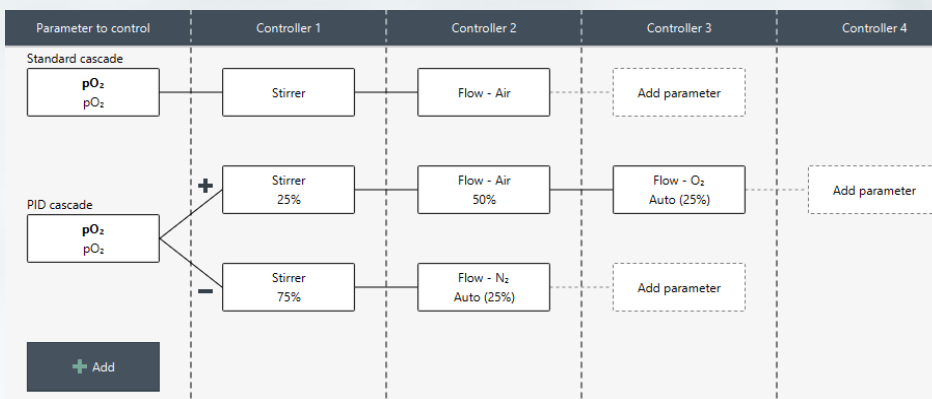 Parameter to control
Controller 1
Controller 2
Controller 3
Controller 4
Standard cascade
pO₂
pO₂
Stirrer
Flow - Air
Add parameter
PID cascade
pO₂
pO₂
+
Stirrer
25%
Flow - Air
50%
Flow - O₂
Auto (25%)
Add parameter
−
Stirrer
75%
Flow - N₂
Auto (25%)
Add parameter
+ Add